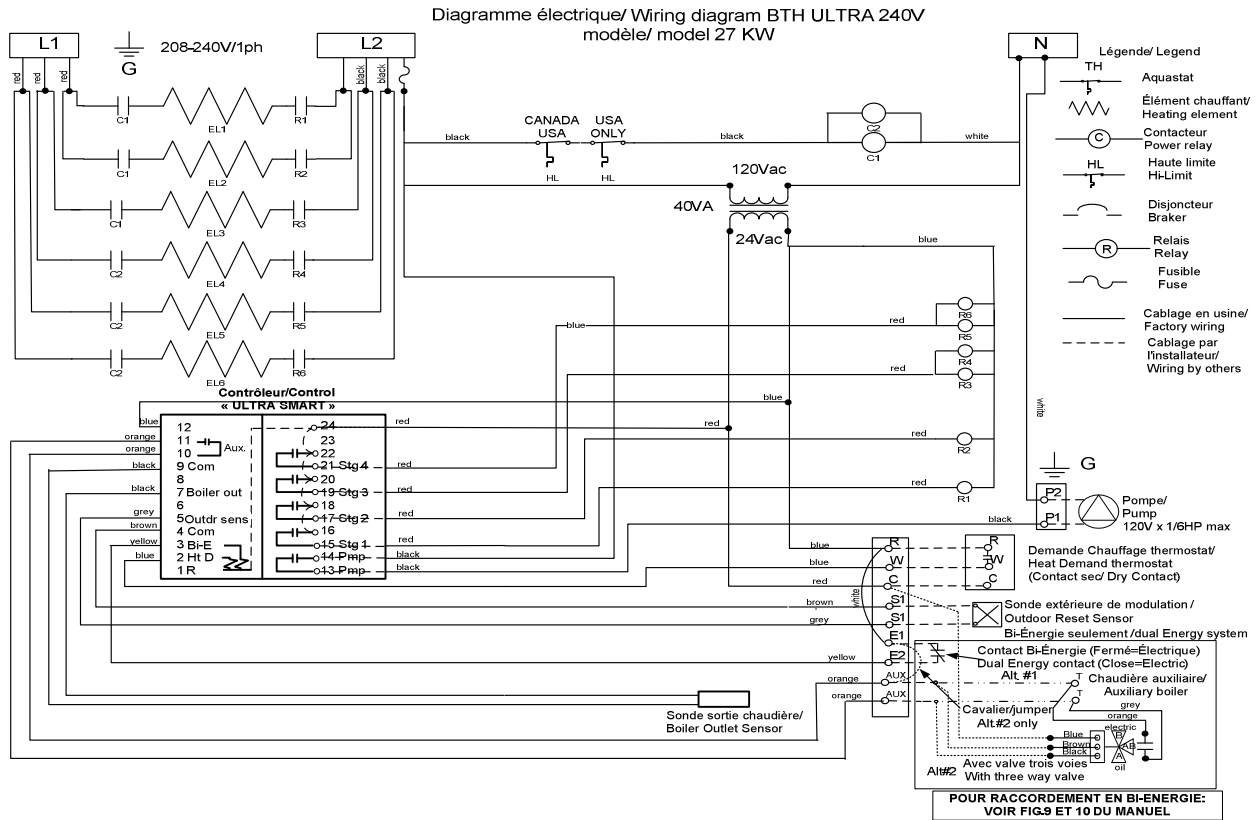 Diagramme électrique/ Wiring diagram BTH ULTRA 240V
modèle/ model 27 KW
L1
G
208-240V/1ph
L2
N
red
red
red
black
black
black
C1
EL1
R1
C1
EL2
R2
C1
EL3
R3
C2
EL4
R4
C2
EL5
R5
C2
EL6
R6
black
CANADA
USA
HL
USA
ONLY
HL
black
C2
C1
white
120Vac
40VA
24Vac
blue
Légende/ Legend
TH
Aquastat
Élément chauffant/
Heating element
C
Contacteur
Power relay
HL
Haute limite
Hi-Limit
Disjoncteur
Braker
R
Relais
Relay
Fusible
Fuse
Cablage en usine/
Factory wiring
Cablage par
l'installateur/
Wiring by others
blue
red
R6
R5
red
R4
R3
blue
red
red
R2
red
R1
white
Contrôleur/Control
« ULTRA SMART »
blue
orange
orange
black
black
grey
brown
yellow
blue
12
11
10
Aux.
9 Com
8
7 Boiler out
6
5 Outdr sens
4 Com
3 Bi-E
2 Ht D
1 R
24
23
22
21 Stg 4
20
19 Stg 3
18
17 Stg 2
16
15 Stg 1
14 Pmp
13 Pmp
red
red
red
red
red
black
black
black
G
P2
P1
Pompe/
Pump
120V x 1/6HP max
blue
blue
red
brown
grey
white
yellow
orange
orange
R
W
C
S1
S1
E1
E2
AUX
AUX
R
W
C
Demande Chauffage thermostat/
Heat Demand thermostat
(Contact sec/ Dry Contact)
Sonde extérieure de modulation /
Outdoor Reset Sensor
Bi-Énergie seulement /dual Energy system
Contact Bi-Énergie (Fermé=Électrique)
Dual Energy contact (Close=Electric)
Alt. #1
T
T
Chaudière auxiliaire/
Auxiliary boiler
grey
orange
electric
Cavalier/jumper
Alt.#2 only
Blue
Brown
Black
B
AB
A
oil
Alt#2
Avec valve trois voies
With three way valve
Sonde sortie chaudière/
Boiler Outlet Sensor
POUR RACCORDEMENT EN BI-ENERGIE:
VOIR FIG.9 ET 10 DU MANUEL